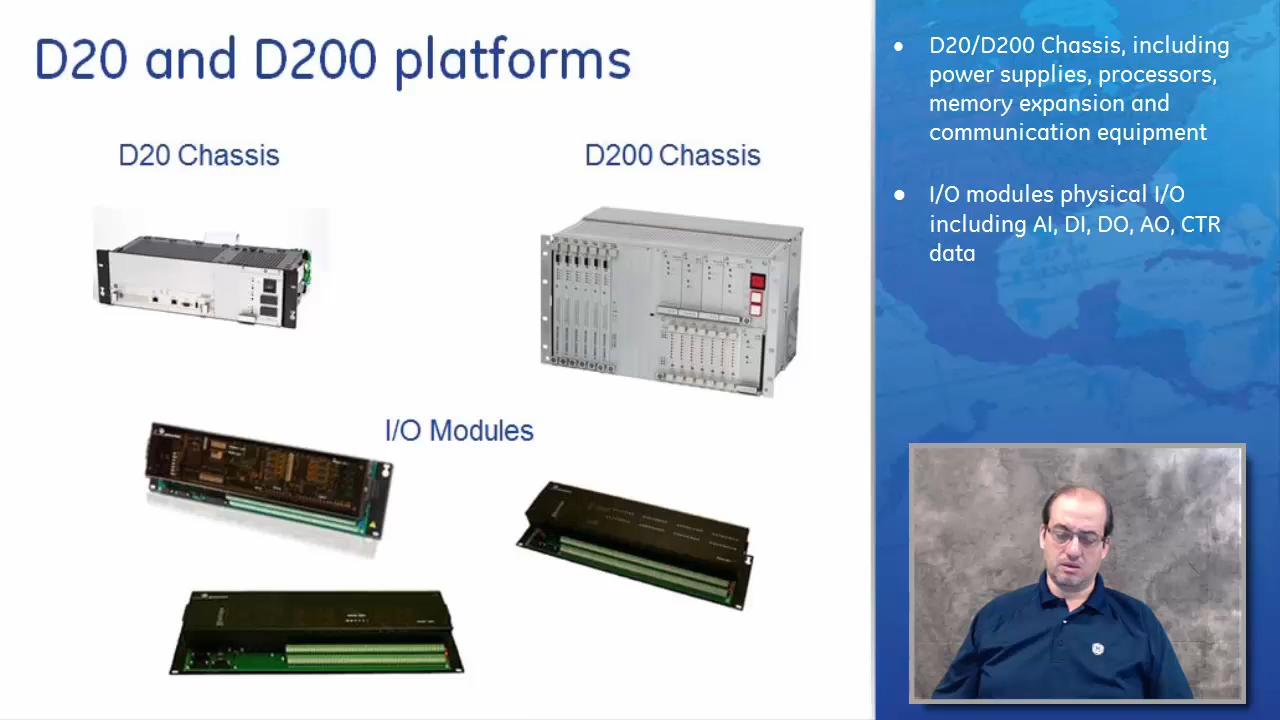 D20 and D200 platforms
D20 Chassis
D200 Chassis
I/O Modules
● D20/D200 Chassis, including
power supplies, processors,
memory expansion and
communication equipment
● I/O modules physical I/O
including AI, DI, DO, AO, CTR
data